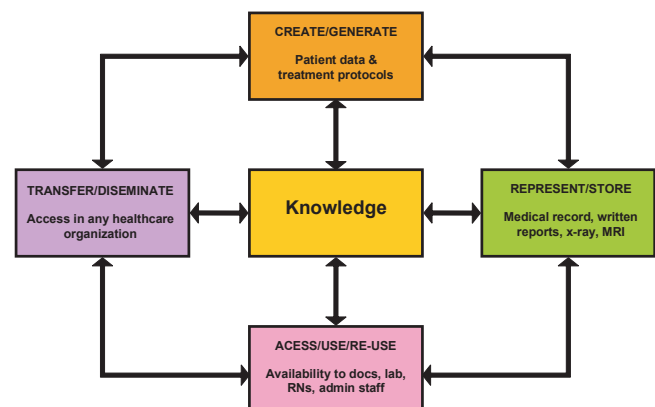 CREATE/GENERATE
Patient data &
treatment protocols
TRANSFER/DISEMINATE
Access in any healthcare
organization
Knowledge
REPRESENT/STORE
Medical record, written
reports, x-ray, MRI
ACESS/USE/RE-USE
Availability to docs, lab,
RNs, admin staff